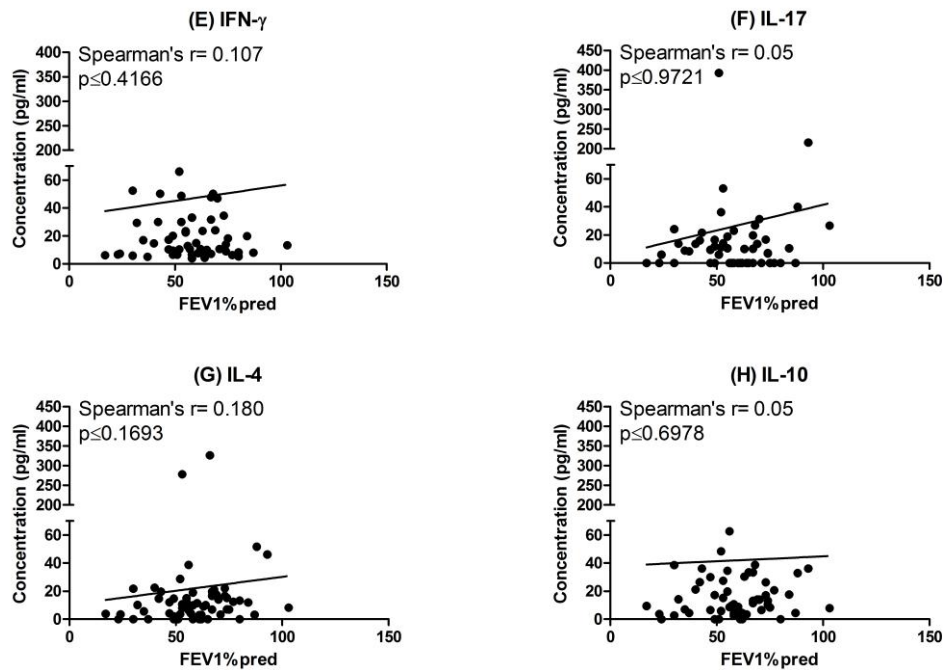 (E) IFN-γ
Spearman's r= 0.107
p≤0.4166
Concentration (pg/ml)
400
350
300
250
200
60
40
20
0
0
50
100
150
FEV1%pred
(F) IL-17
Spearman's r= 0.05
p≤0.9721
Concentration (pg/ml)
450
400
350
300
250
200
60
40
20
0
0
50
100
150
FEV1%pred
(G) IL-4
Spearman's r= 0.180
p≤0.1693
Concentration (pg/ml)
450
400
350
300
250
200
60
40
20
0
0
50
100
150
FEV1%pred
(H) IL-10
Spearman's r= 0.05
p≤0.6978
Concentration (pg/ml)
450
400
350
300
250
200
60
40
20
0
0
50
100
150
FEV1%pred